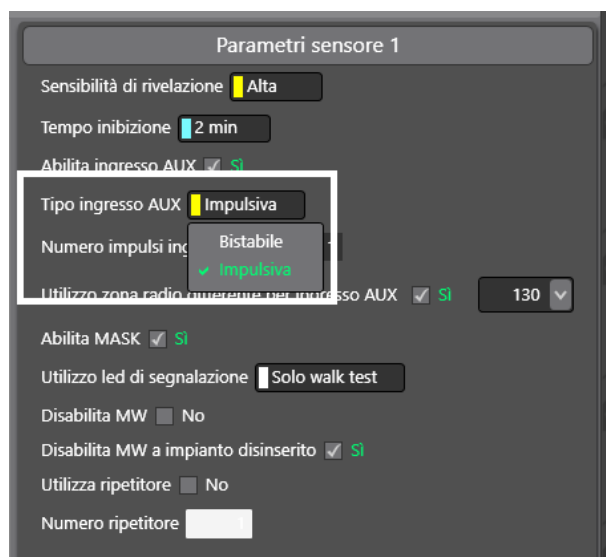 Parametri sensore 1
Sensibilità di rivelazione Alta
Tempo inibizione 2 min
Abilita ingresso AUX Sì
Tipo ingresso AUX Impulsiva
Bistabile
Numero impulsi
Impulsiva
Utilizzo zona radio differente per ingresso AUX Sì 130
Abilita MASK Sì
Utilizzo led di segnalazione Solo walk test
Disabilita MW No
Disabilita MW a impianto disinserito Sì
Utilizza ripetitore No
Numero ripetitore 1